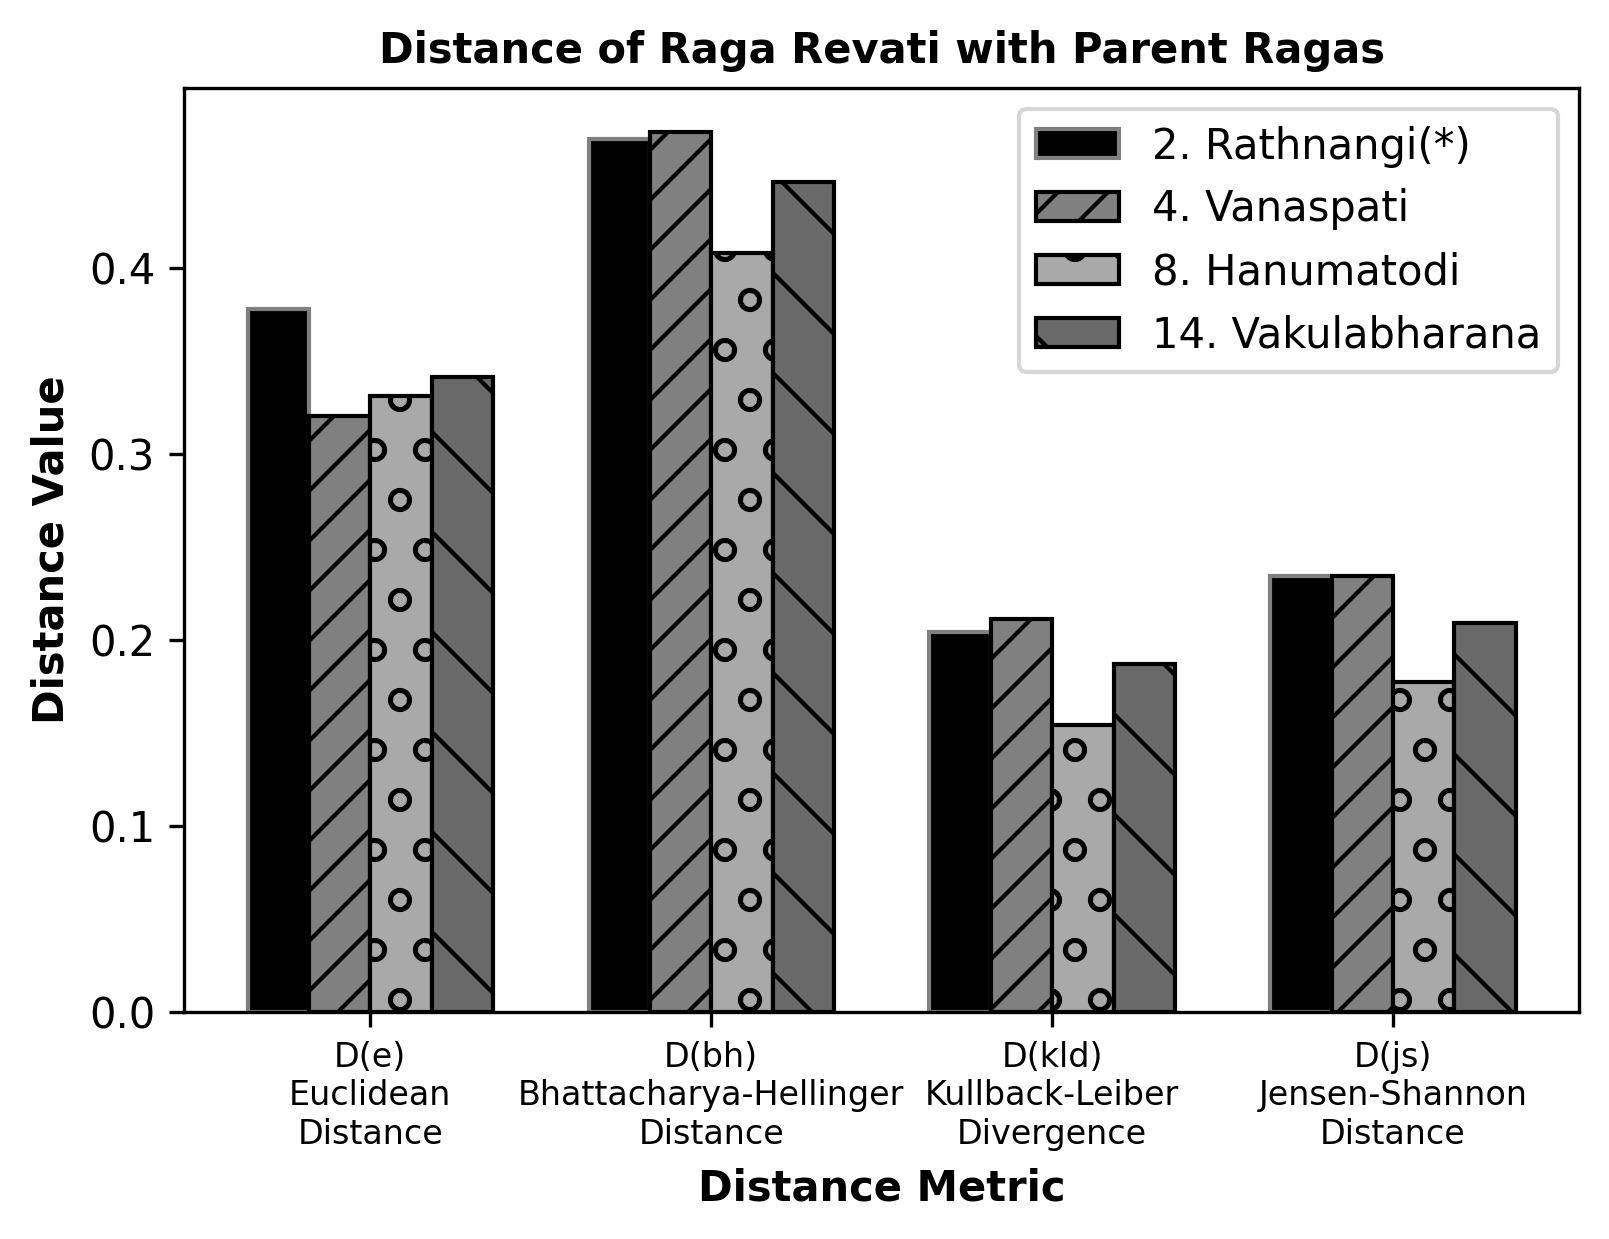 Distance of Raga Revati with Parent Ragas
2. Rathnangi(*)
4. Vanaspati
8. Hanumatodi
14. Vakulabharana
Distance Value
0.4
0.3
0.2
0.1
0.0
D(e)
Euclidean
Distance
D(bh)
Bhattacharya-Hellinger
Distance
D(kld)
Kullback-Leiber
Divergence
D(js)
Jensen-Shannon
Distance
Distance Metric